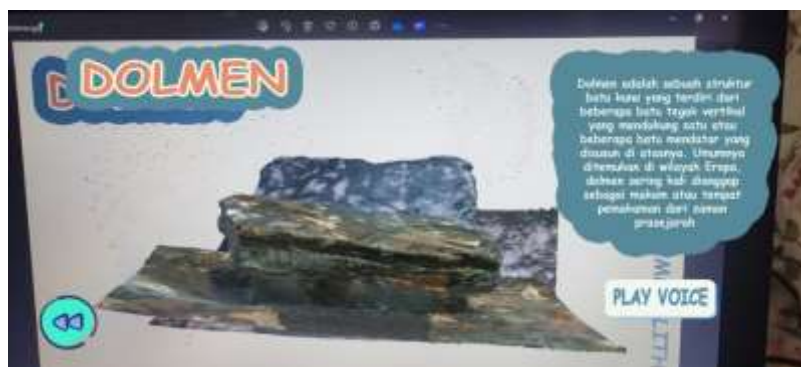 DOLMEN
Dolmen adalah sebuah struktur
batu kuno yang terdiri dari
beberapa batu tegak vertikal
yang mendukung satu atau
beberapa batu mendatar yang
disusun di atasnya. Umumnya
ditemukan di wilayah Eropa,
dolmen sering kali dianggap
sebagai makam atau tempat
pemakaman dari zaman
prasejarah
PLAY VOICE